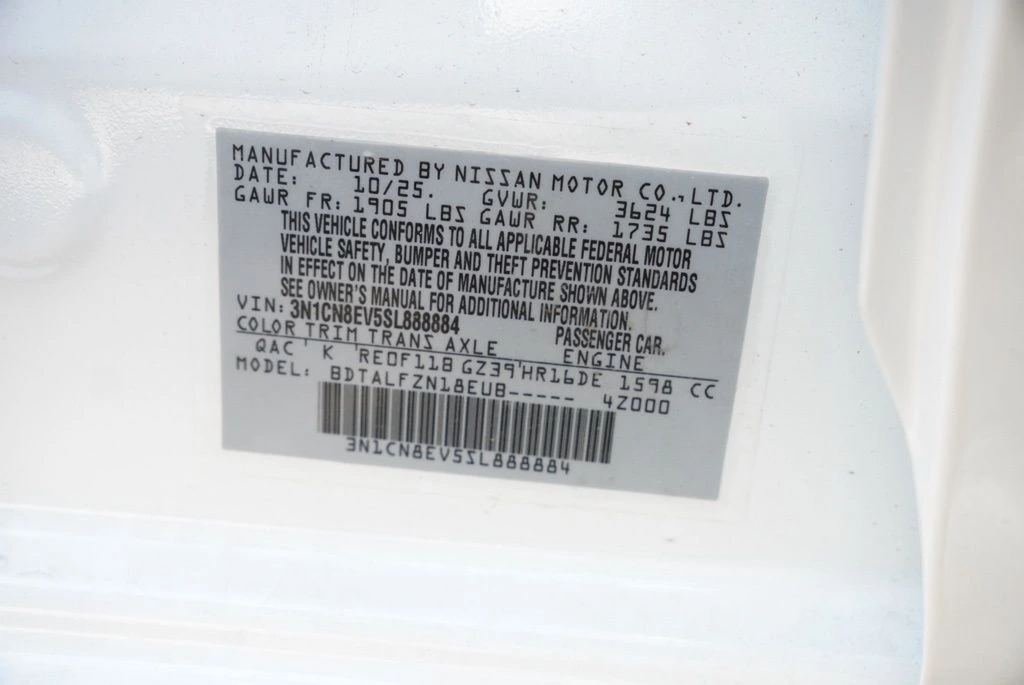 MANUFACTURED BY NISSAN MOTOR CO., LTD.
DATE: 10/25. GVWR: 3624 LBS
GAWR FR: 1905 LBS GAWR RR: 1735 LBS
THIS VEHICLE CONFORMS TO ALL APPLICABLE FEDERAL MOTOR
VEHICLE SAFETY, BUMPER AND THEFT PREVENTION STANDARDS
IN EFFECT ON THE DATE OF MANUFACTURE SHOWN ABOVE.
SEE OWNER'S MANUAL FOR ADDITIONAL INFORMATION.
VIN: 3N1CN8EV5SL888884 PASSENGER CAR.
COLOR TRIM TRANS AXLE ENGINE
QAC K RE0F11B GZ39 HR16DE 1598 CC
MODEL: BDTALFZN18EUB----- 4Z000
3N1CN8EV5SL888884